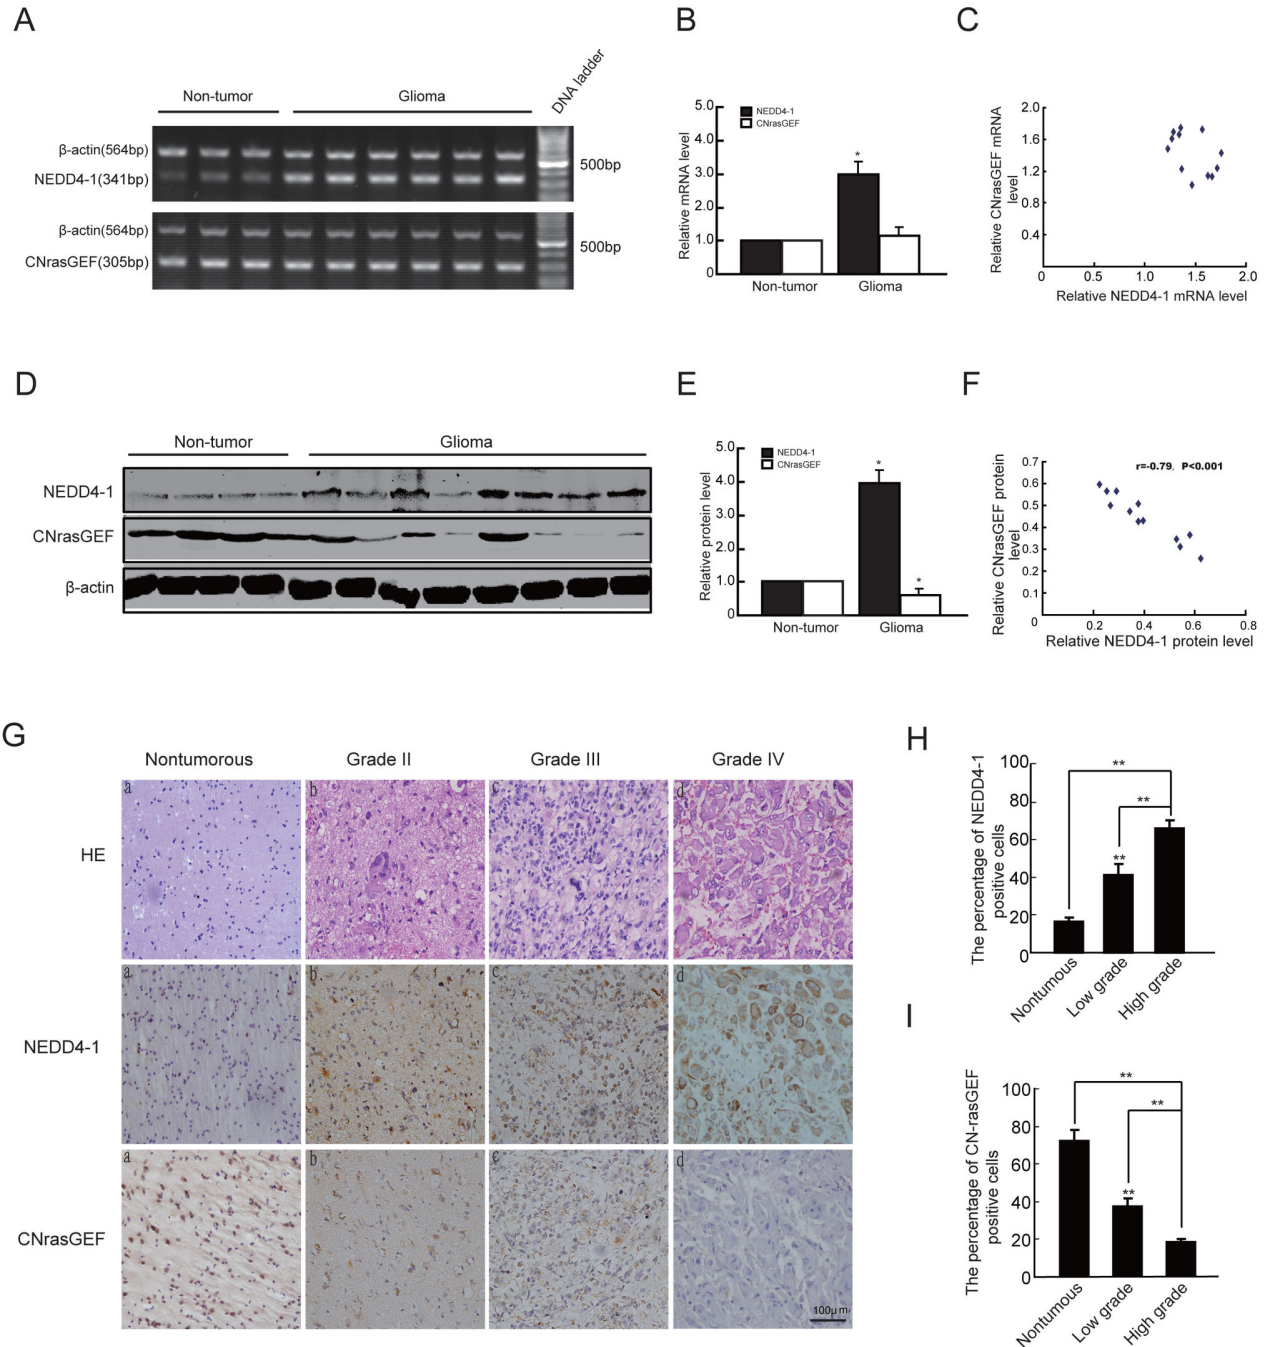 A
Non-tumor
Glioma
DNA ladder
β-actin(564bp)
NEDD4-1(341bp)
500bp
β-actin(564bp)
CNrasGEF(305bp)
500bp
B
NEDD4-1
CNrasGEF
Relative mRNA level
5.0
4.0
3.0
2.0
1.0
0
*
Non-tumor
Glioma
C
Relative CNrasGEF mRNA
level
2.0
1.6
1.2
0.8
0.4
0
0.5
1.0
1.5
2.0
Relative NEDD4-1 mRNA level
D
Non-tumor
Glioma
NEDD4-1
CNrasGEF
β-actin
E
NEDD4-1
CNrasGEF
Relative protein level
5.0
4.0
3.0
2.0
1.0
0
*
*
Non-tumor
Glioma
F
r=-0.79, P<0.001
Relative CNrasGEF protein
level
0.7
0.6
0.5
0.4
0.3
0.2
0.1
0
0.2
0.4
0.6
0.8
Relative NEDD4-1 protein level
G
Nontumorous
Grade II
Grade III
Grade IV
HE
a
b
c
d
NEDD4-1
a
b
c
d
CNrasGEF
a
b
c
d
100μm
H
The percentage of NEDD4-1
positive cells
100
80
60
40
20
0
**
**
**
Nontumous
Low grade
High grade
I
The percentage of CN-rasGEF
positive cells
100
80
60
40
20
0
**
**
**
Nontumous
Low grade
High grade